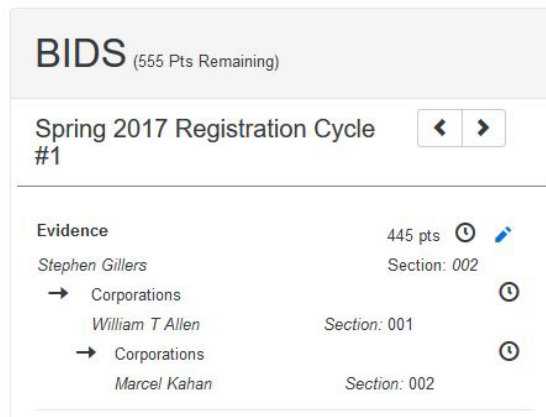 BIDS (555 Pts Remaining)
Spring 2017 Registration Cycle
#1
Evidence 445 pts
Stephen Gillers Section: 002
Corporations
William T Allen Section: 001
Corporations
Marcel Kahan Section: 002